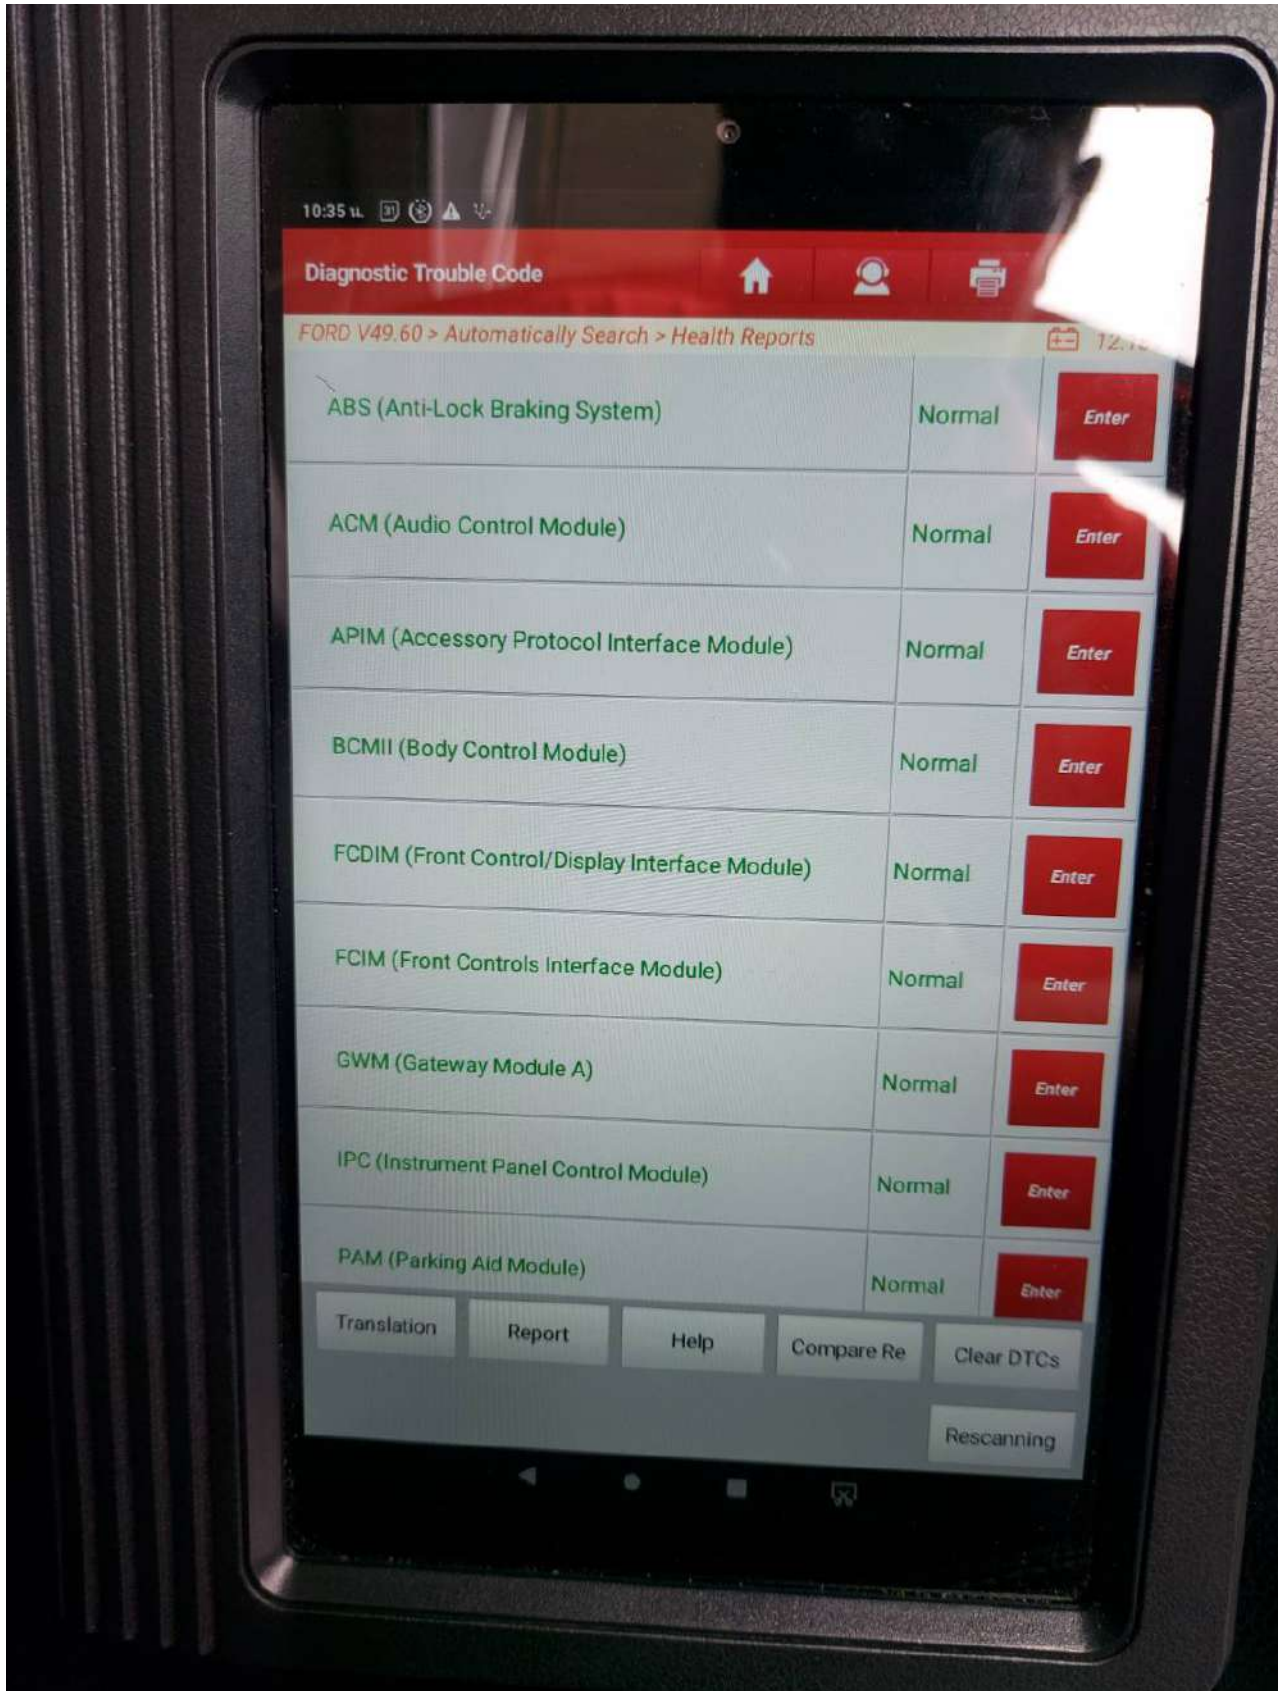 10:35 น. 31
Diagnostic Trouble Code
FORD V49.60 > Automatically Search > Health Reports
ABS (Anti-Lock Braking System) Normal Enter
ACM (Audio Control Module) Normal Enter
APIM (Accessory Protocol Interface Module) Normal Enter
BCMII (Body Control Module) Normal Enter
FCDIM (Front Control/Display Interface Module) Normal Enter
FCIM (Front Controls Interface Module) Normal Enter
GWM (Gateway Module A) Normal Enter
IPC (Instrument Panel Control Module) Normal Enter
PAM (Parking Aid Module) Normal Enter
Translation Report Help Compare Re Clear DTCs
Rescanning